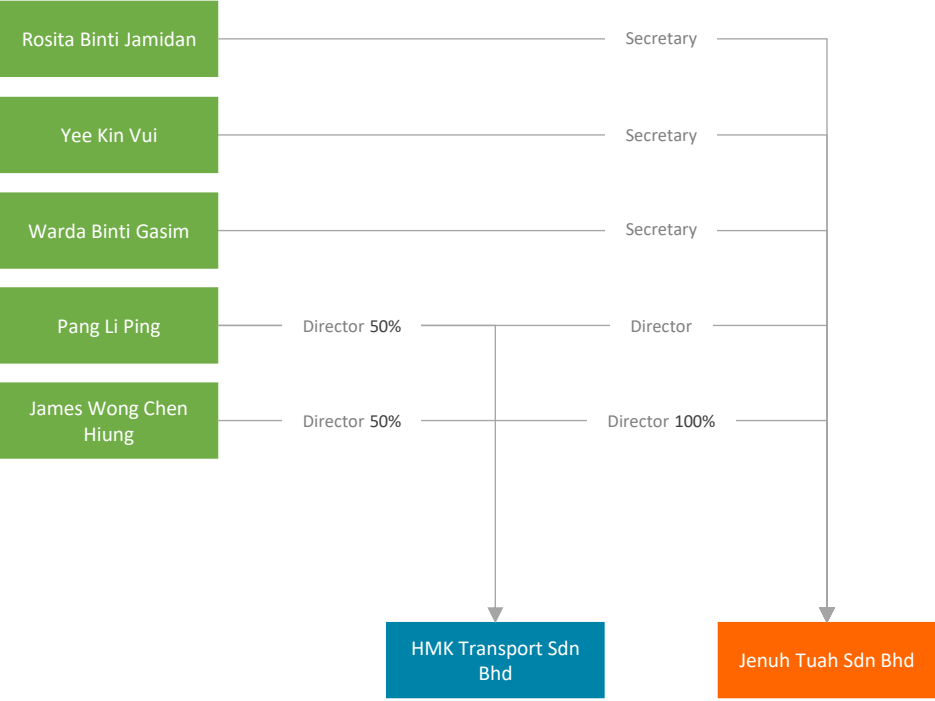 Rosita Binti Jamidan
Secretary
Yee Kin Vui
Secretary
Warda Binti Gasim
Secretary
Pang Li Ping
Director 50%
Director
James Wong Chen
Hiung
Director 50%
Director 100%
HMK Transport Sdn
Bhd
Jenuh Tuah Sdn Bhd